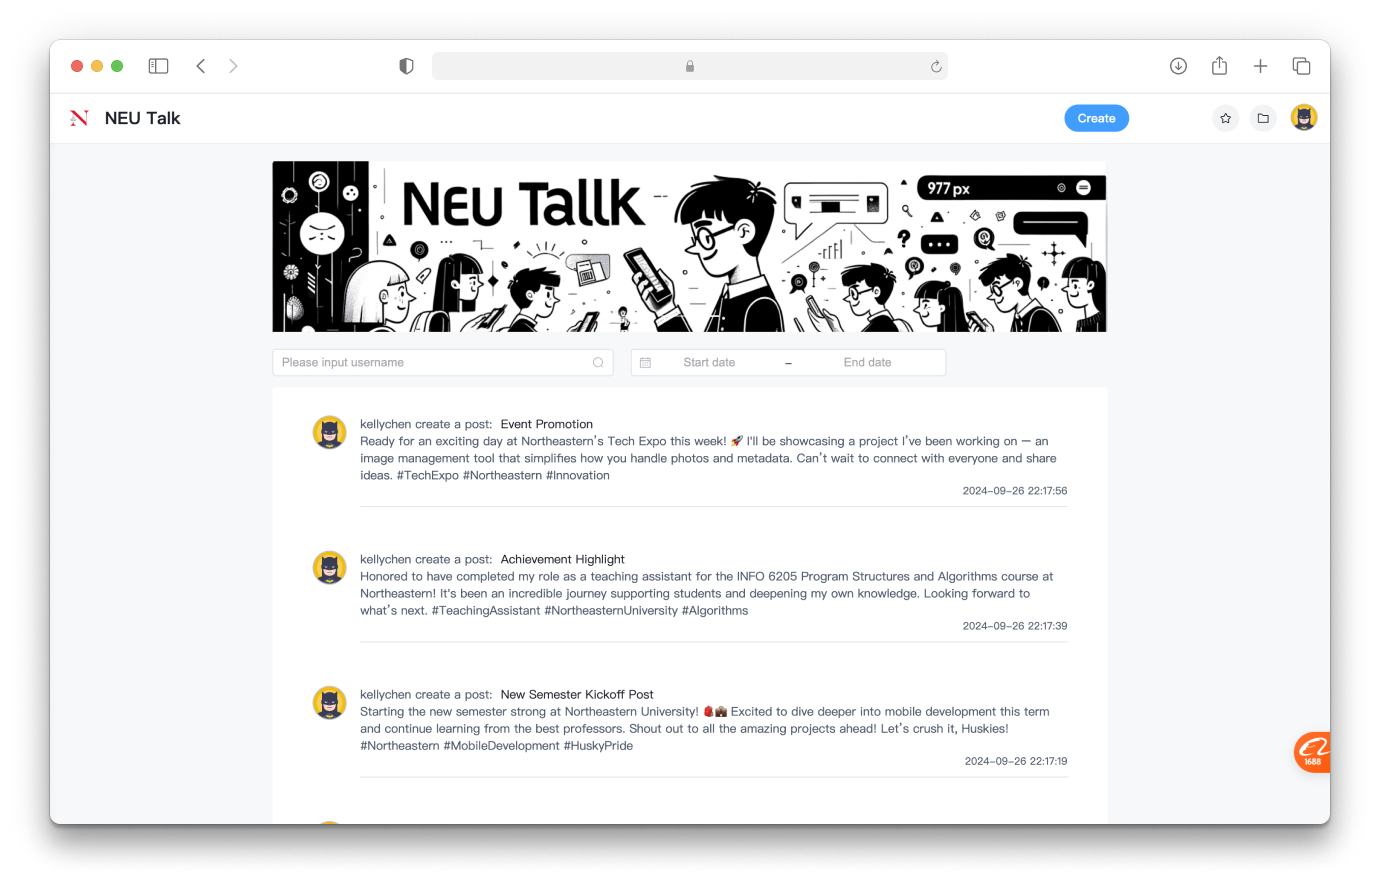 N NEU Talk
Create
NEU Tallk
977 px
Please input username
Start date – End date
kellychen create a post: Event Promotion
Ready for an exciting day at Northeastern's Tech Expo this week! 🚀 I'll be showcasing a project I've been working on — an
image management tool that simplifies how you handle photos and metadata. Can't wait to connect with everyone and share
ideas. #TechExpo #Northeastern #Innovation
2024-09-26 22:17:56
kellychen create a post: Achievement Highlight
Honored to have completed my role as a teaching assistant for the INFO 6205 Program Structures and Algorithms course at
Northeastern! It's been an incredible journey supporting students and deepening my own knowledge. Looking forward to
what's next. #TeachingAssistant #NortheasternUniversity #Algorithms
2024-09-26 22:17:39
kellychen create a post: New Semester Kickoff Post
Starting the new semester strong at Northeastern University! 🎒💼 Excited to dive deeper into mobile development this term
and continue learning from the best professors. Shout out to all the amazing projects ahead! Let's crush it, Huskies!
#Northeastern #MobileDevelopment #HuskyPride
2024-09-26 22:17:19
1688